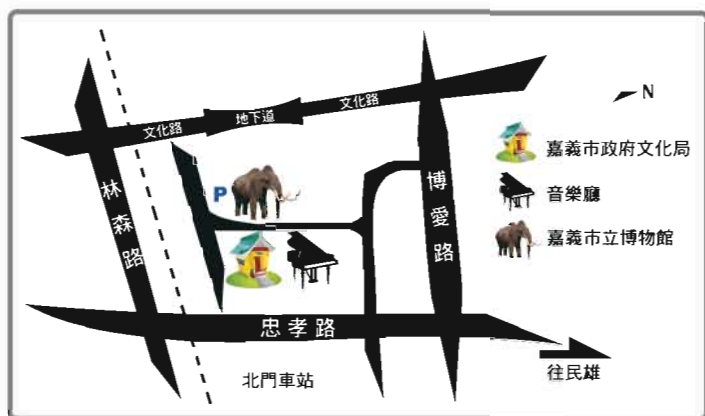 文化路
地下道
文化路
N
嘉義市政府文化局
音樂廳
嘉義市立博物館
P
林森路
博愛路
忠孝路
北門車站
往民雄